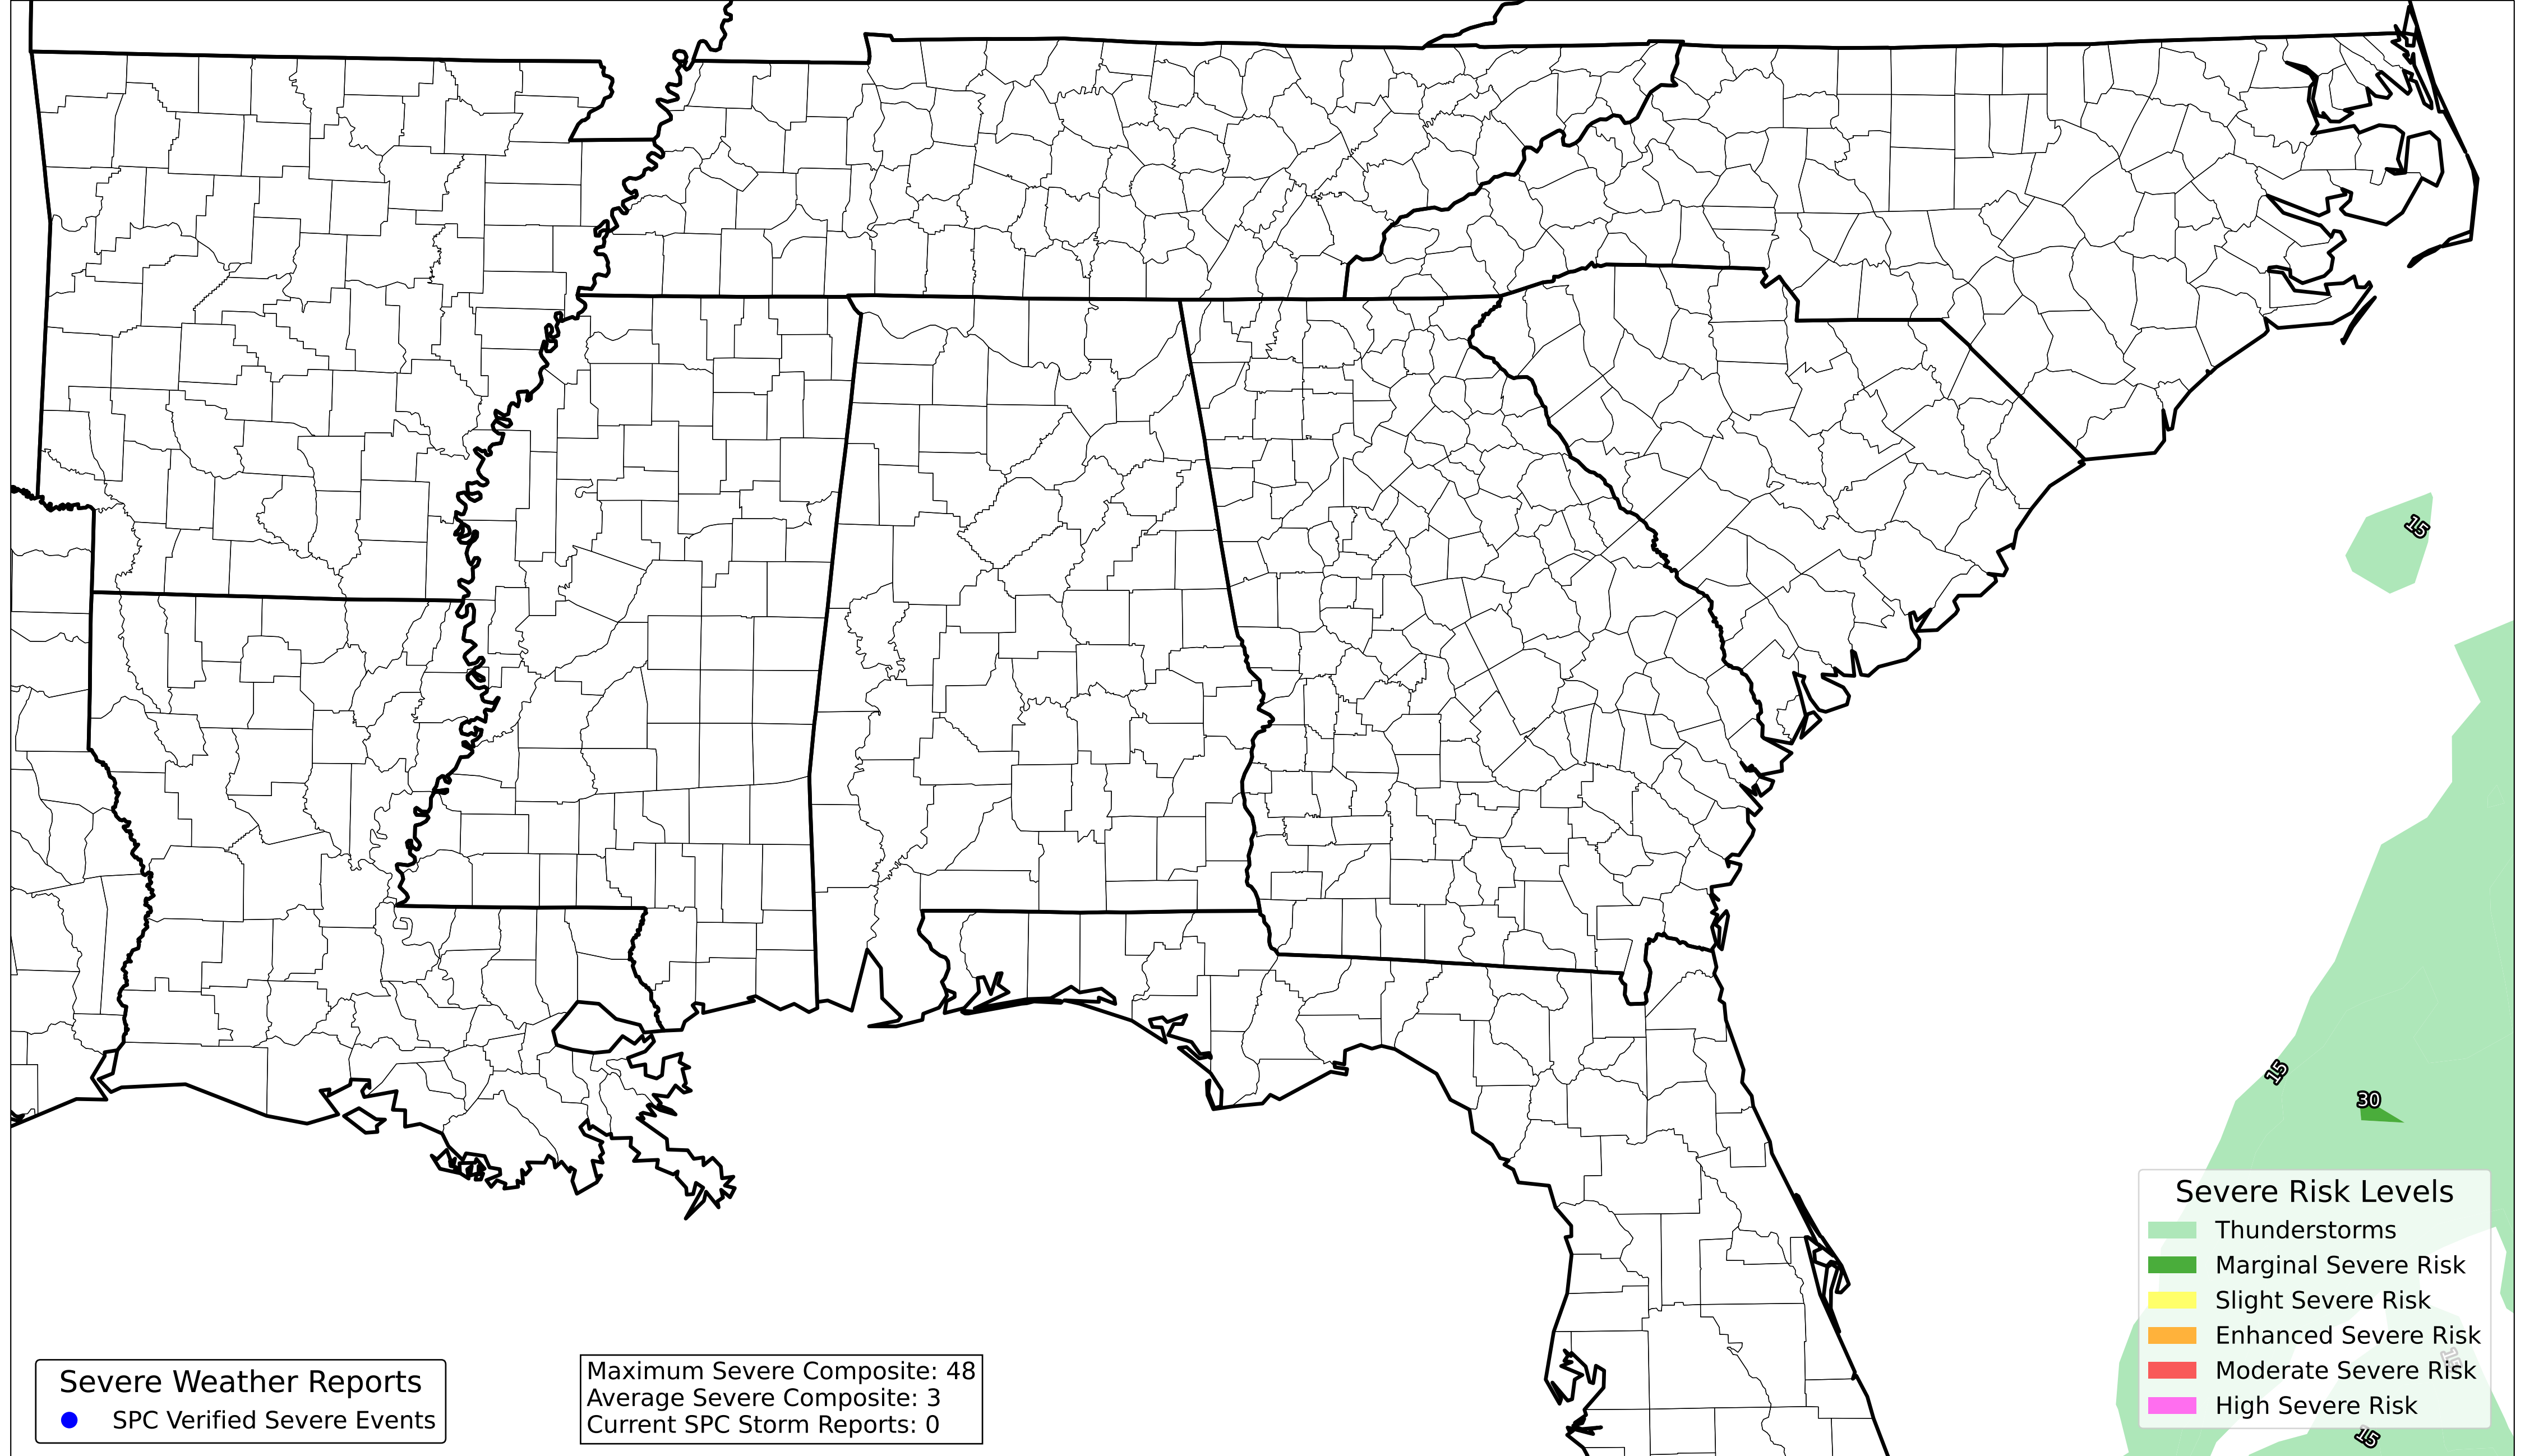 15
15
30
Severe Risk Levels
Thunderstorms
Marginal Severe Risk
Slight Severe Risk
Enhanced Severe Risk
15
Moderate Severe Risk
High Severe Risk
15
Severe Weather Reports
SPC Verified Severe Events
Maximum Severe Composite: 48
Average Severe Composite: 3
Current SPC Storm Reports: 0